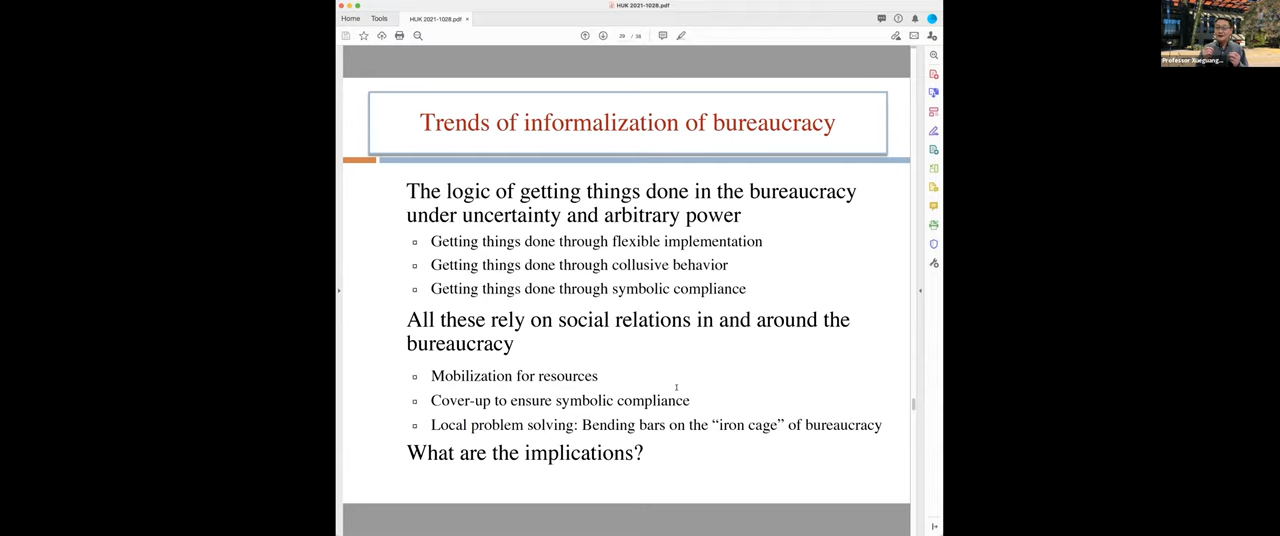 HUK 2021-1028.pdf
Home Tools HUK 2021-1028.pdf ×
29 / 38
Professor Xueguang...
Trends of informalization of bureaucracy
The logic of getting things done in the bureaucracy
under uncertainty and arbitrary power
Getting things done through flexible implementation
Getting things done through collusive behavior
Getting things done through symbolic compliance
All these rely on social relations in and around the
bureaucracy
Mobilization for resources
Cover-up to ensure symbolic compliance
Local problem solving: Bending bars on the “iron cage” of bureaucracy
What are the implications?